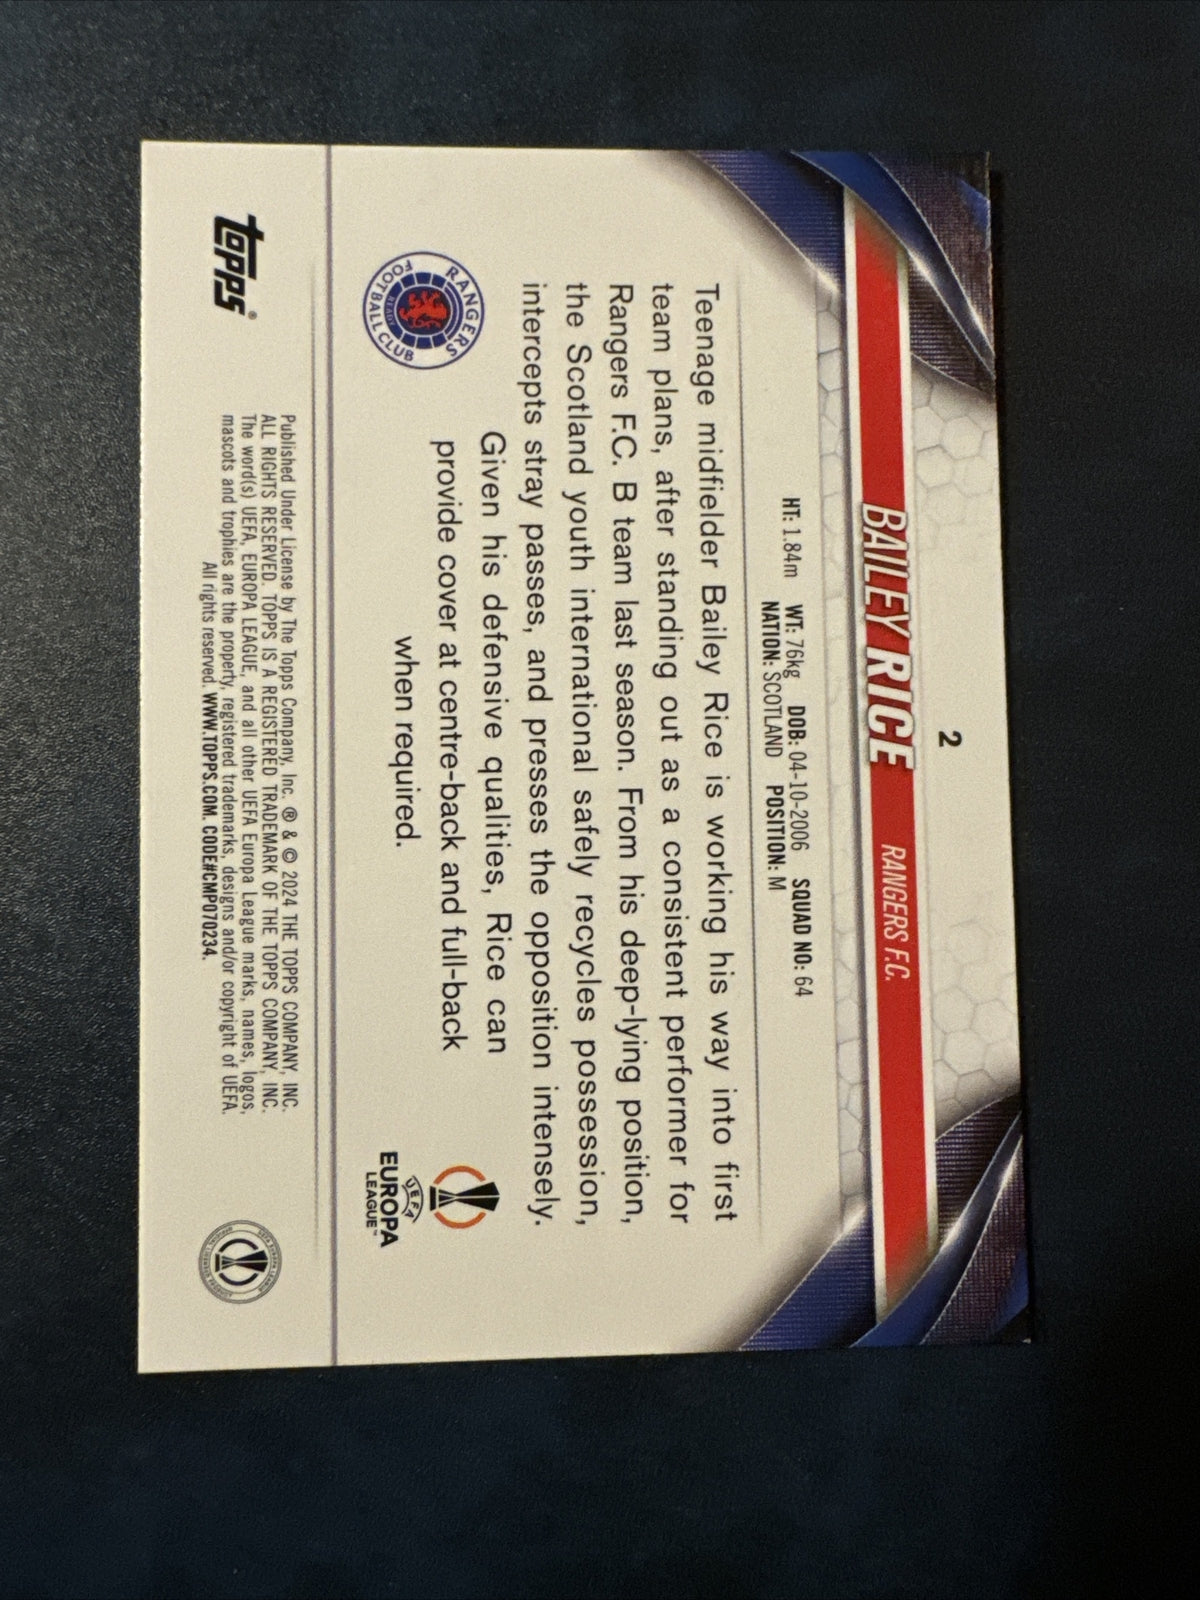 2
BAILEY RICE RANGERS F.C.
HT: 1.84m WT: 76kg DOB: 04-10-2006 SQUAD NO: 64
NATION: SCOTLAND POSITION: M
Teenage midfielder Bailey Rice is working his way into first
team plans, after standing out as a consistent performer for
Rangers F.C. B team last season. From his deep-lying position,
the Scotland youth international safely recycles possession,
intercepts stray passes, and presses the opposition intensely.
Given his defensive qualities, Rice can
provide cover at centre-back and full-back
when required.
RANGERS
FOOTBALL CLUB
READY
UEFA
EUROPA
LEAGUE™
topps®
Published Under License by The Topps Company, Inc. ® & © 2024 THE TOPPS COMPANY, INC.
ALL RIGHTS RESERVED. TOPPS IS A REGISTERED TRADEMARK OF THE TOPPS COMPANY, INC.
The word(s) UEFA, EUROPA LEAGUE, and all other UEFA Europa League marks, names, logos,
mascots and trophies are the property, registered trademarks, designs and/or copyright of UEFA.
All rights reserved. WWW.TOPPS.COM. CODE#CMP070234.